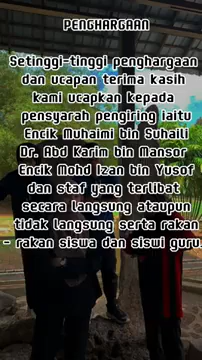 PENGHARGAAN
Setinggi-tinggi penghargaan
dan ucapan terima kasih
kami ucapkan kepada
pensyarah pengiring iaitu
Encik Muhaimi bin Suhaili
Dr. Abd Karim bin Mansor
Encik Mohd Izan bin Yusof
dan staf yang terlibat
secara langsung ataupun
tidak langsung serta rakan
- rakan siswa dan siswi guru.